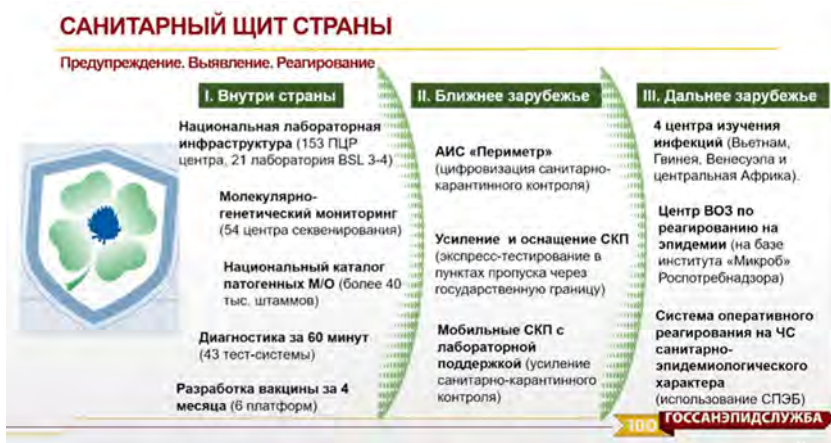 САНИТАРНЫЙ ЩИТ СТРАНЫ
Предупреждение. Выявление. Реагирование
I. Внутри страны
Национальная лабораторная
инфраструктура (153 ПЦР
центра, 21 лаборатория BSL 3-4)
Молекулярно-
генетический мониторинг
(54 центра секвенирования)
Национальный каталог
патогенных М/О (более 40
тыс. штаммов)
Диагностика за 60 минут
(43 тест-системы)
Разработка вакцины за 4
месяца (6 платформ)
II. Ближнее зарубежье
АИС «Периметр»
(цифровизация санитарно-
карантинного контроля)
Усиление и оснащение СКП
(экспресс-тестирование в
пунктах пропуска через
государственную границу)
Мобильные СКП с
лабораторной
поддержкой (усиление
санитарно-карантинного
контроля)
III. Дальнее зарубежье
4 центра изучения
инфекций (Вьетнам,
Гвинея, Венесуэла и
центральная Африка).
Центр ВОЗ по
реагированию на
эпидемии (на базе
института «Микроб»
Роспотребнадзора)
Система оперативного
реагирования на ЧС
санитарно-
эпидемиологического
характера
(использование СПЭБ)
100 ГОССАНЭПИДСЛУЖБА